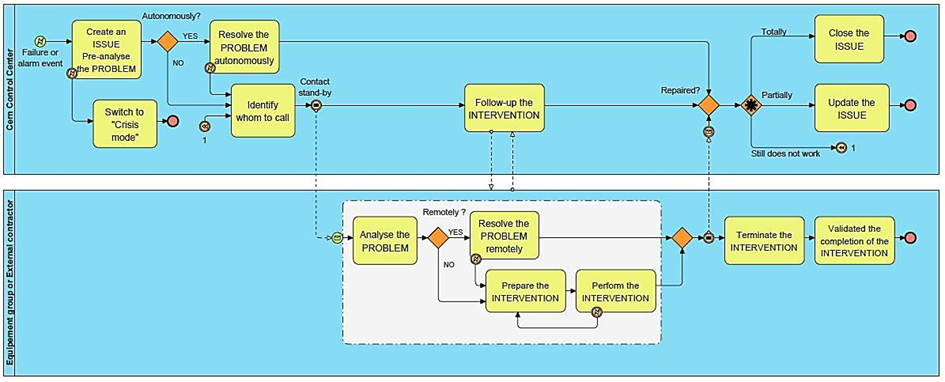 Cern Control Center
Failure or
alarm event
Create an
ISSUE
Pre-analyse
the PROBLEM
Autonomously?
YES
NO
Resolve the
PROBLEM
autonomously
Switch to
"Crisis
mode"
Identify
whom to call
1
Contact
stand-by
Follow-up the
INTERVENTION
Repaired?
Totally
Close the
ISSUE
Partially
Update the
ISSUE
Still does not work
1
Equipement group or External contractor
Analyse the
PROBLEM
Remotely ?
YES
NO
Resolve the
PROBLEM
remotely
Prepare the
INTERVENTION
Perform the
INTERVENTION
Terminate the
INTERVENTION
Validated the
completion of the
INTERVENTION